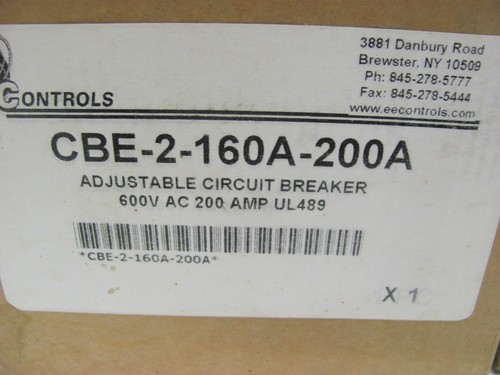 3881 Danbury Road
Brewster, NY 10509
Ph: 845-278-5777
Fax: 845-278-5444
www.eecontrols.com
CONTROLS
CBE-2-160A-200A
ADJUSTABLE CIRCUIT BREAKER
600V AC 200 AMP UL489
*CBE-2-160A-200A*
X 1